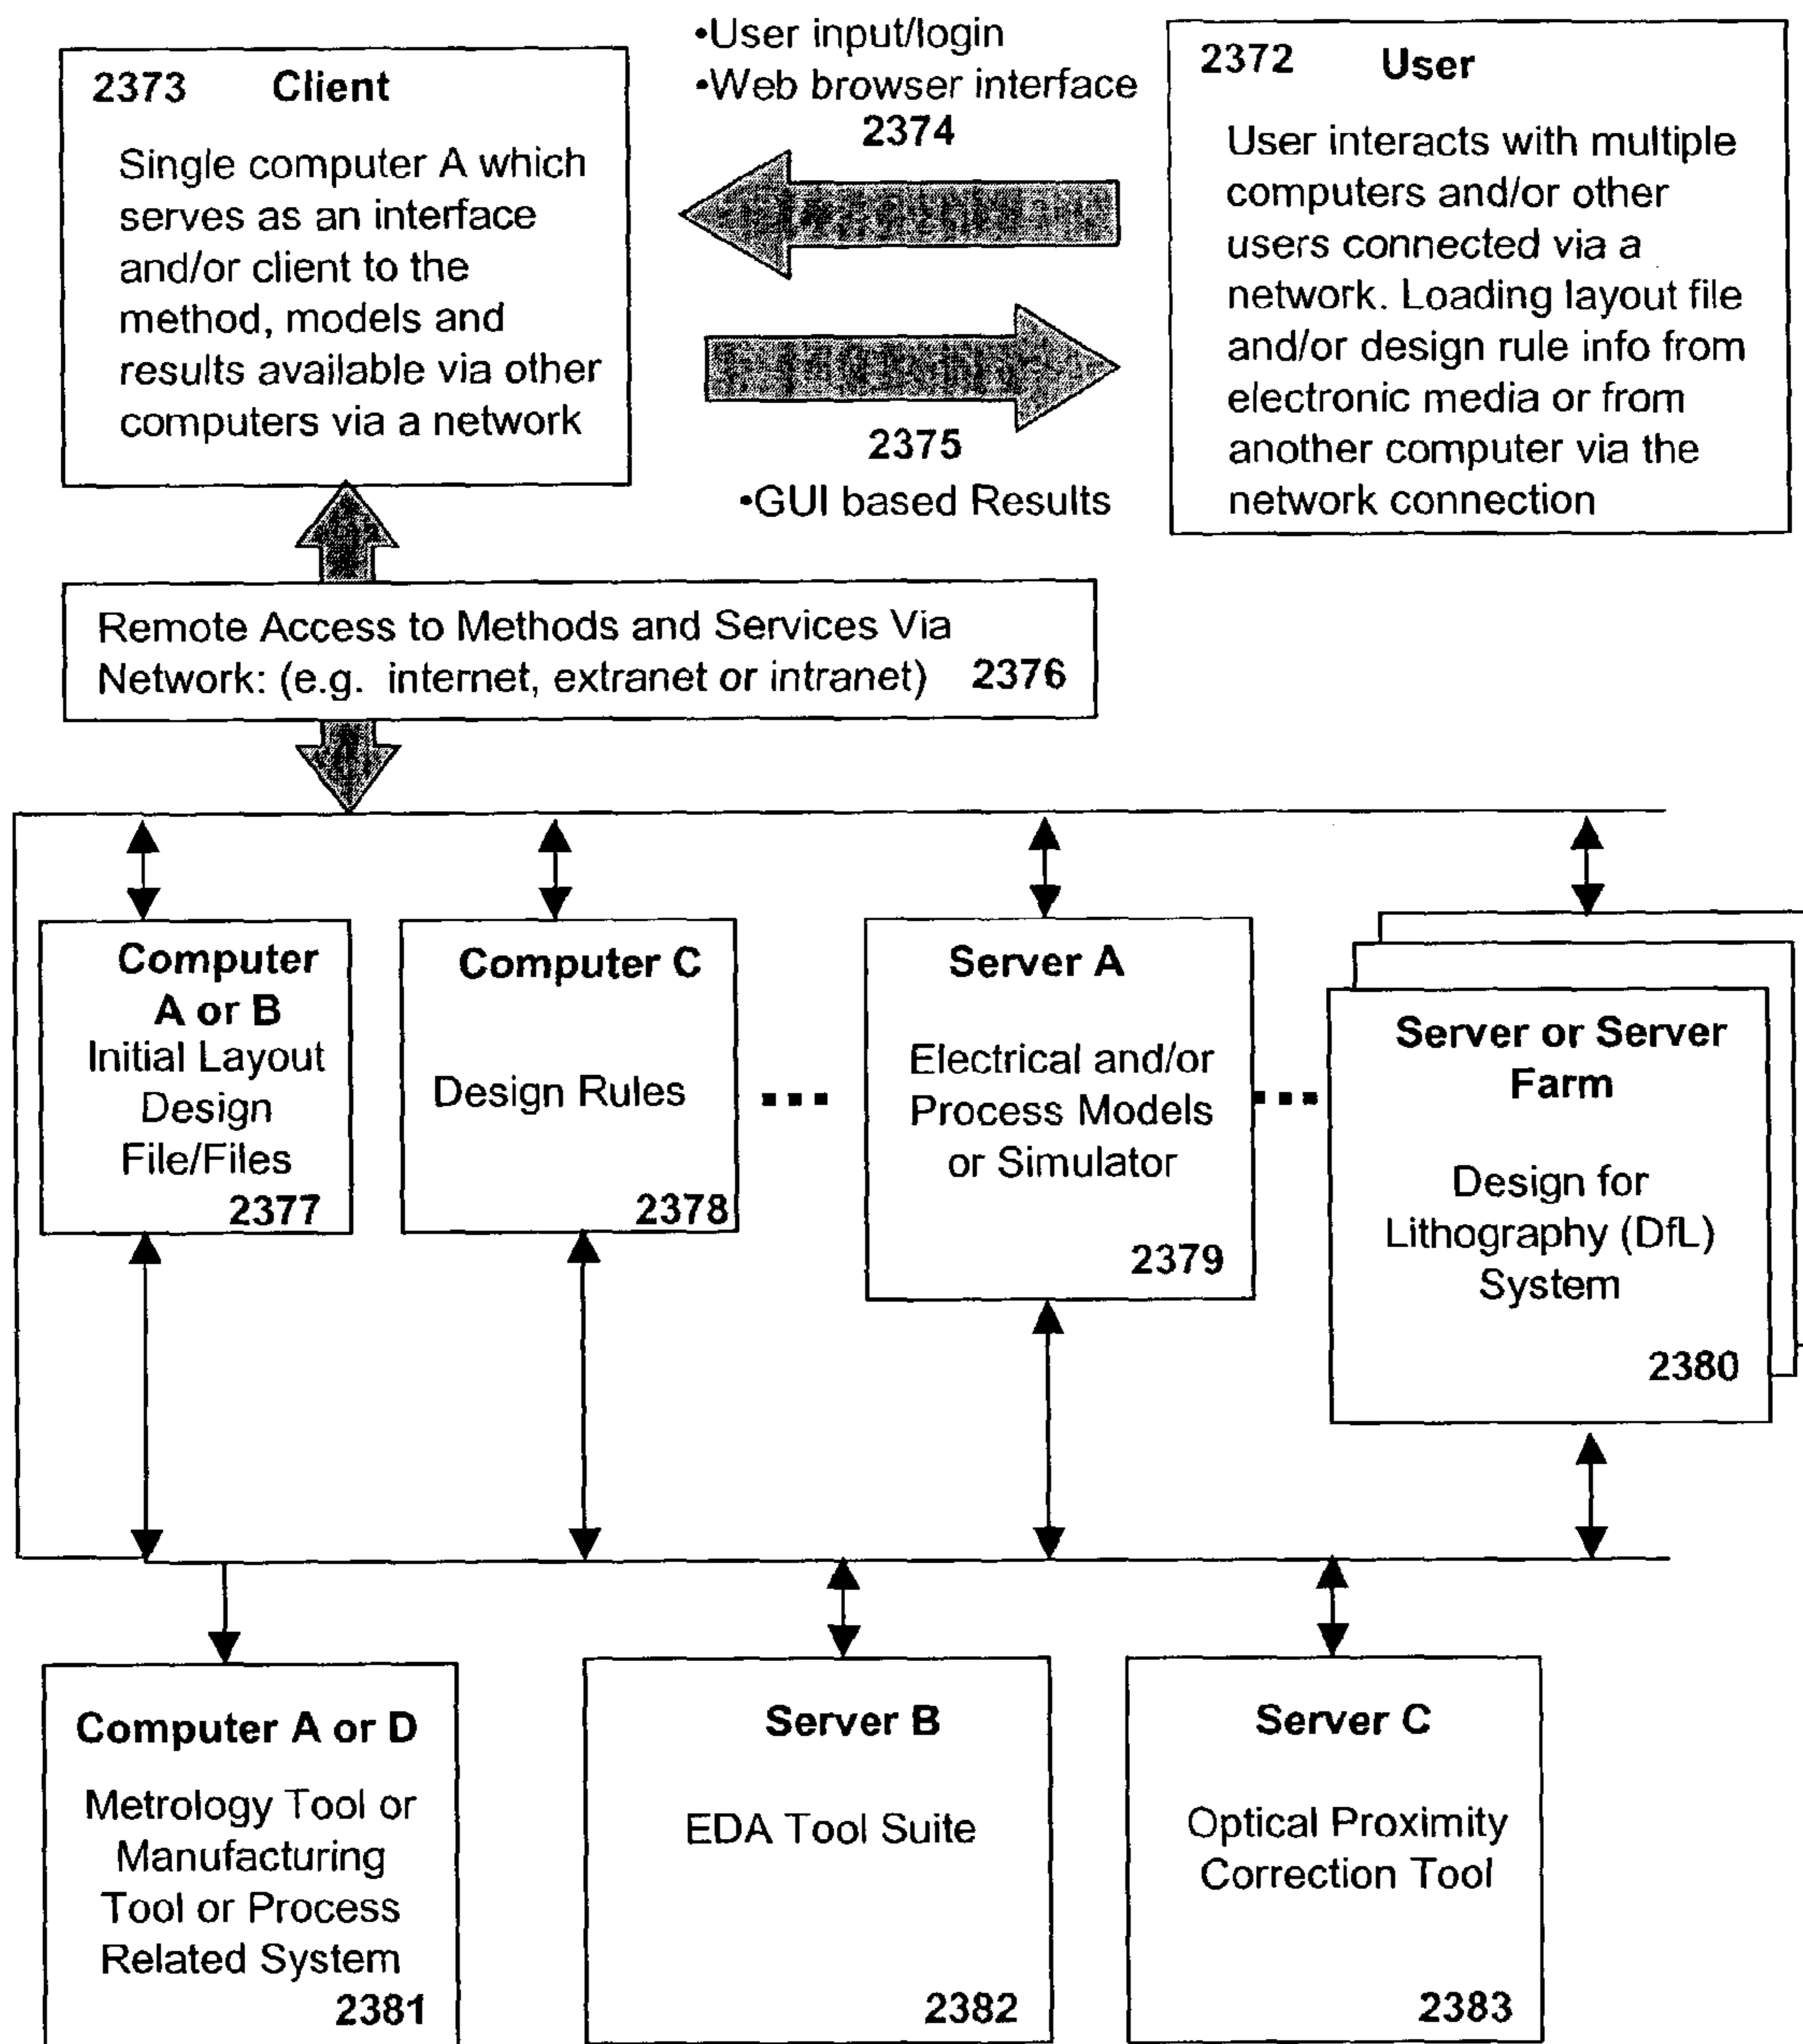 2373 Client
Single computer A which
serves as an interface
and/or client to the
method, models and
results available via other
computers via a network
•User input/login
•Web browser interface
2374
2375
•GUI based Results
2372 User
User interacts with multiple
computers and/or other
users connected via a
network. Loading layout file
and/or design rule info from
electronic media or from
another computer via the
network connection
Remote Access to Methods and Services Via
Network: (e.g. internet, extranet or intranet) 2376
Computer
A or B
Initial Layout
Design
File/Files
2377
Computer C
Design Rules
2378
...
Server A
Electrical and/or
Process Models
or Simulator
2379
...
Server or Server
Farm
Design for
Lithography (DfL)
System
2380
Computer A or D
Metrology Tool or
Manufacturing
Tool or Process
Related System
2381
Server B
EDA Tool Suite
2382
Server C
Optical Proximity
Correction Tool
2383